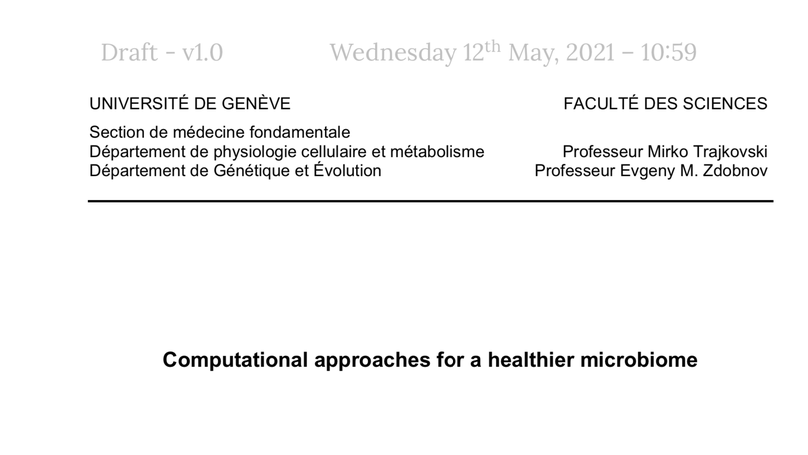 Draft - v1.0 Wednesday 12th May, 2021 – 10:59
UNIVERSITÉ DE GENÈVE FACULTÉ DES SCIENCES
Section de médecine fondamentale
Département de physiologie cellulaire et métabolisme Professeur Mirko Trajkovski
Département de Génétique et Évolution Professeur Evgeny M. Zdobnov
Computational approaches for a healthier microbiome